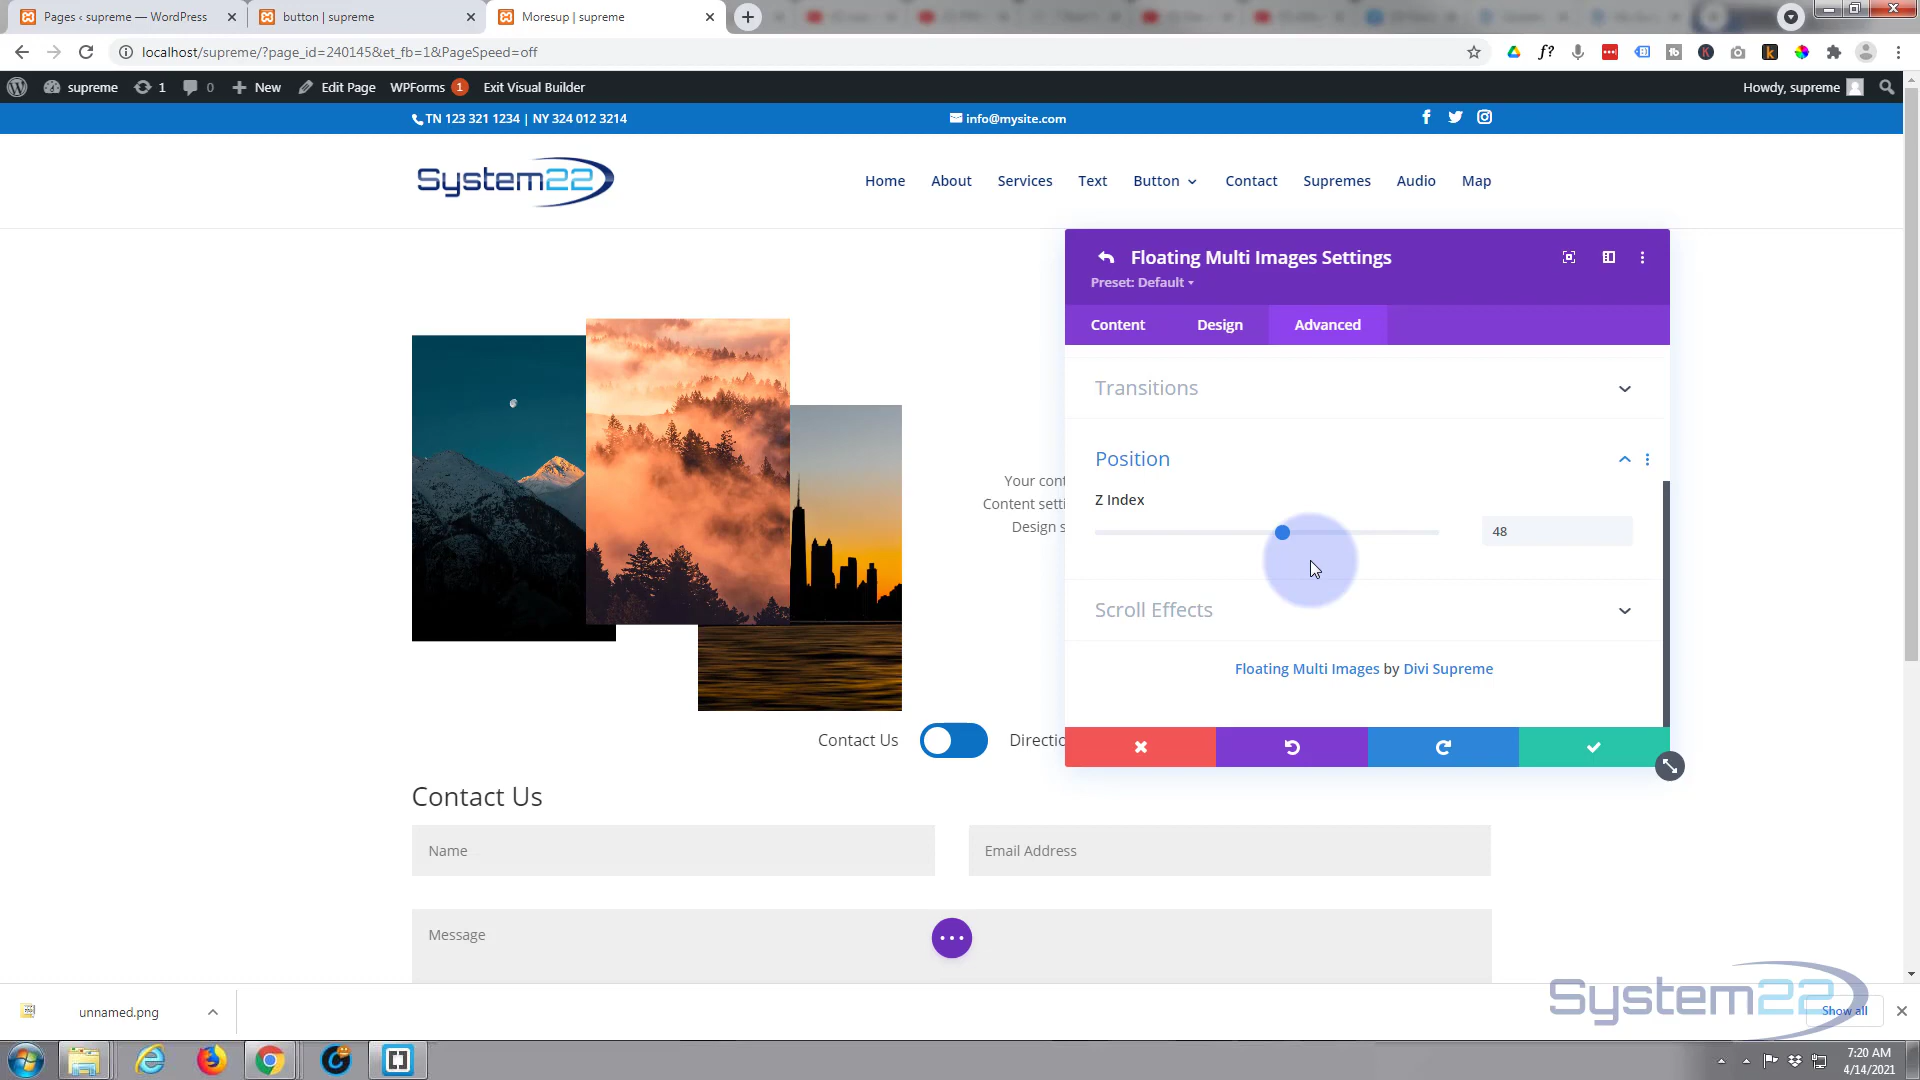 Pages ‹ supreme — WordPress
button | supreme
Moresup | supreme
localhost/supreme/?page_id=240145&et_fb=1&PageSpeed=off
supreme 1 0 New Edit Page WPForms 1 Exit Visual Builder Howdy, supreme
TN 123 321 1234 | NY 324 012 3214 info@mysite.com
System22 Home About Services Text Button Contact Supremes Audio Map
Floating Multi Images Settings
Preset: Default
Content Design Advanced
Transitions
Position
Z Index
48
Scroll Effects
Floating Multi Images by Divi Supreme
Your cont
Content setti
Design s
Contact Us Directio
Contact Us
Name Email Address
Message
unnamed.png
System22
Show all
7:20 AM
4/14/2021